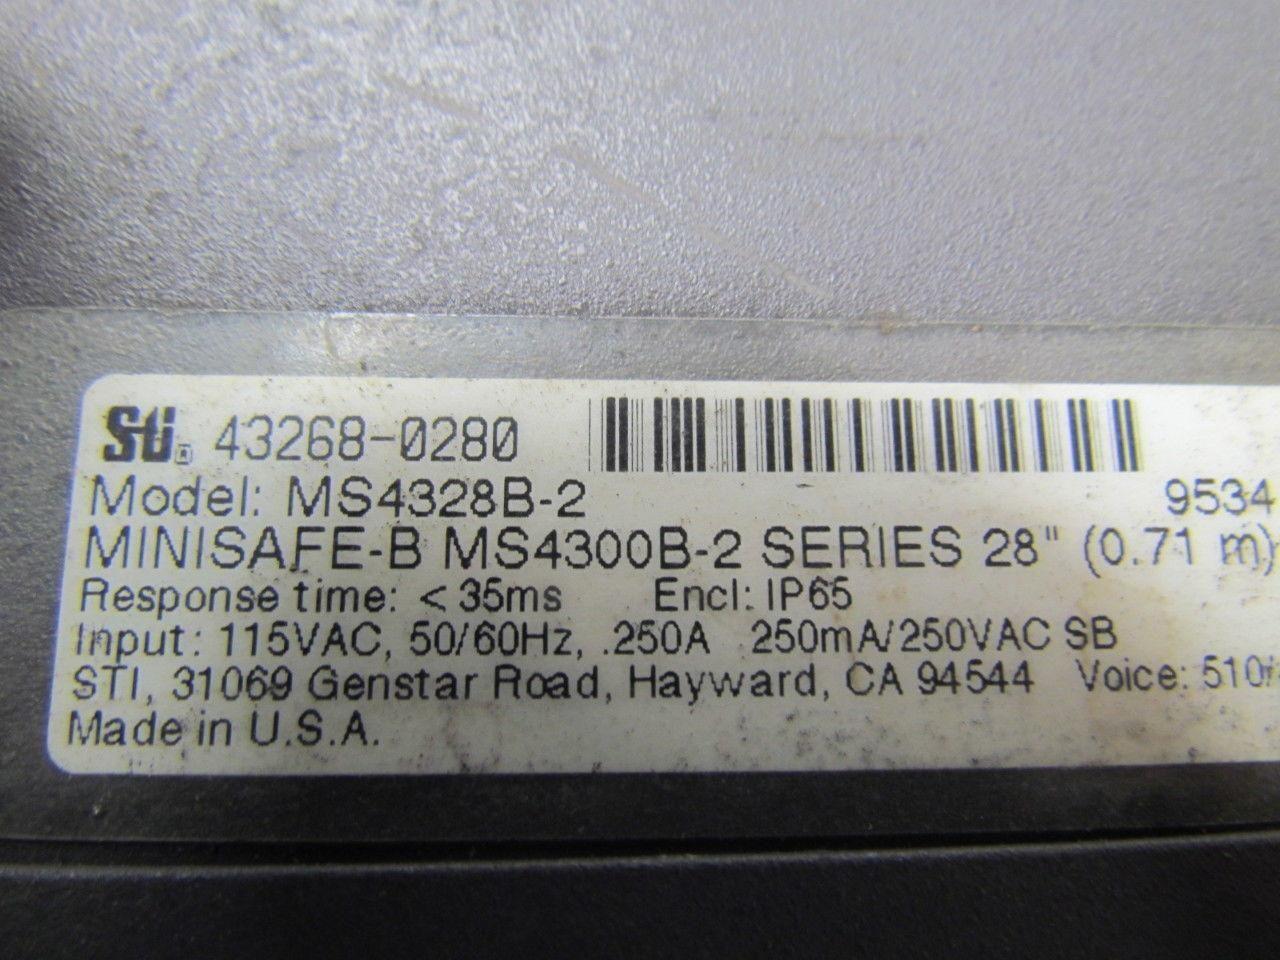 STi® 43268-0280
Model: MS4328B-2 9534
MINISAFE-B MS4300B-2 SERIES 28" (0.71 m)
Response time: < 35ms Encl: IP65
Input: 115VAC, 50/60Hz, .250A 250mA/250VAC SB
STI, 31069 Genstar Road, Hayward, CA 94544 Voice: 510/
Made in U.S.A.